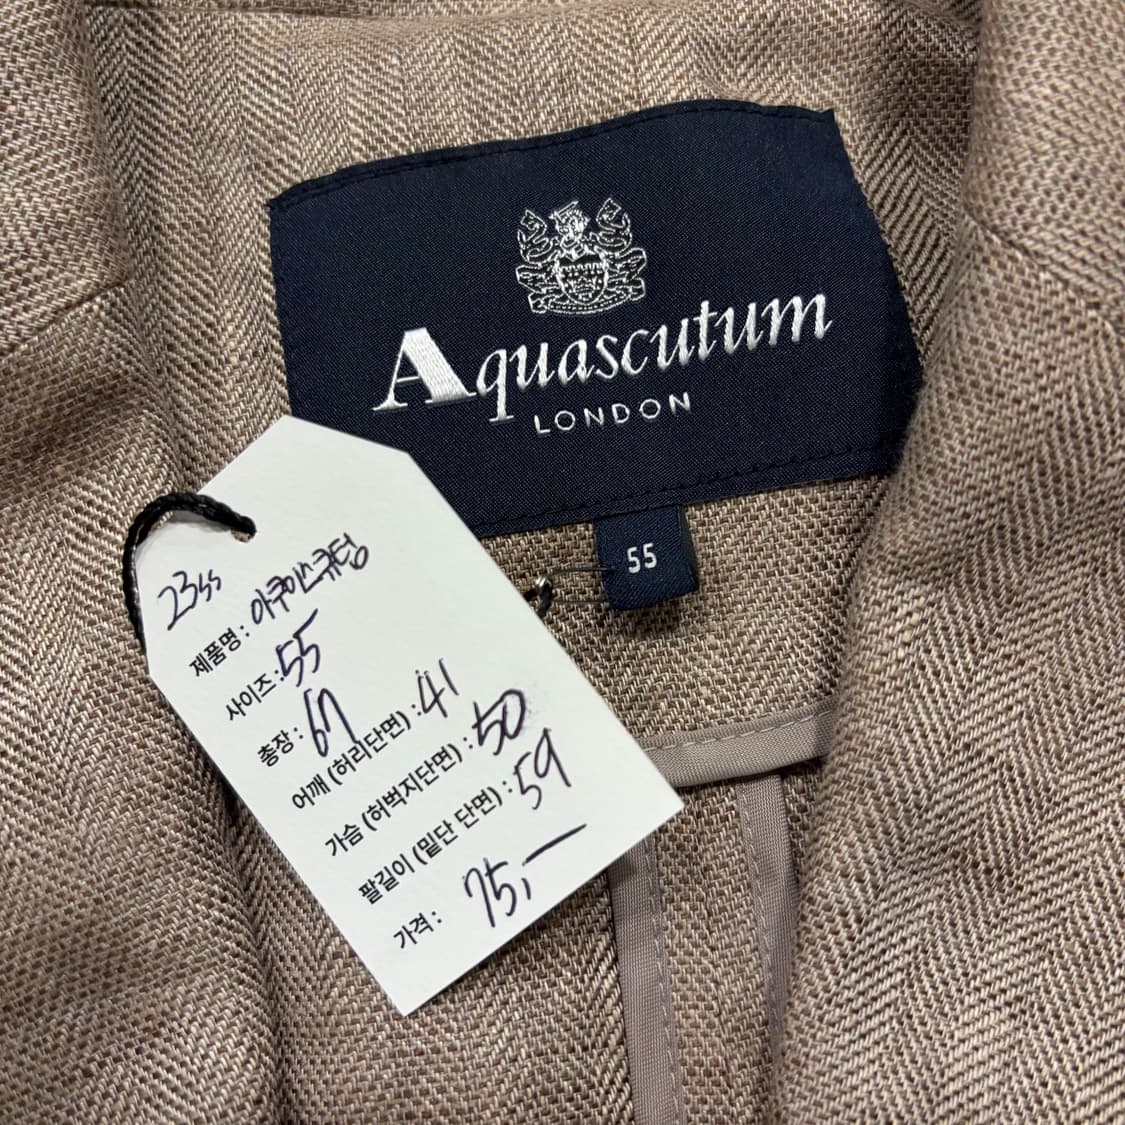 Aquascutum
LONDON
55
23ss
제품명 : 아쿠아스큐텀
사이즈 : 55
총장 : 67
어깨 (허리단면) : 41
가슴 (허벅지단면) : 50
팔길이 (밑단 단면) : 59
가격 : 75,-